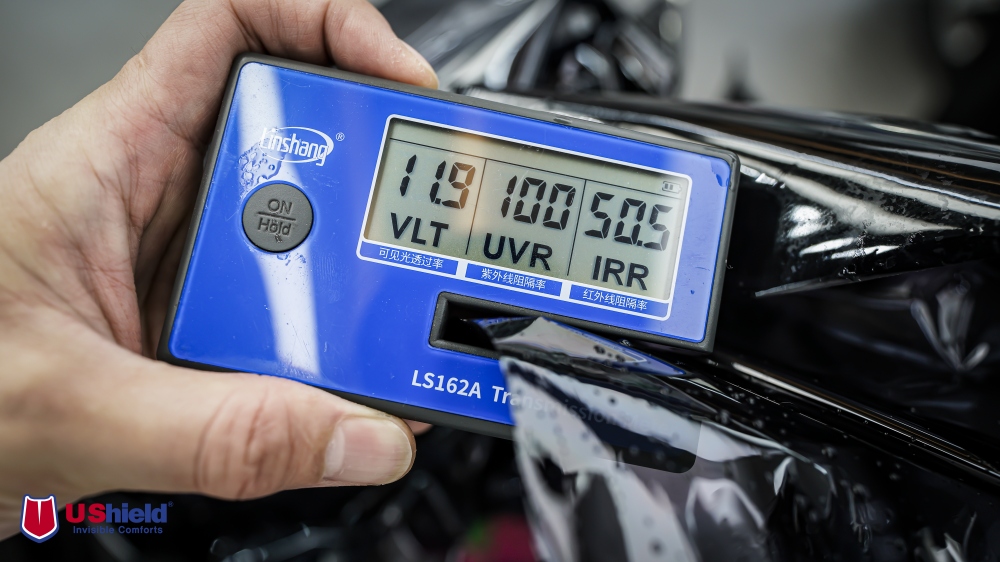 Linshang®
ON
Hold
11.9 100 50.5
VLT UVR IRR
可见光透过率 紫外线阻隔率 红外线阻隔率
LS162A Transmission
UShield®
Invisible Comforts